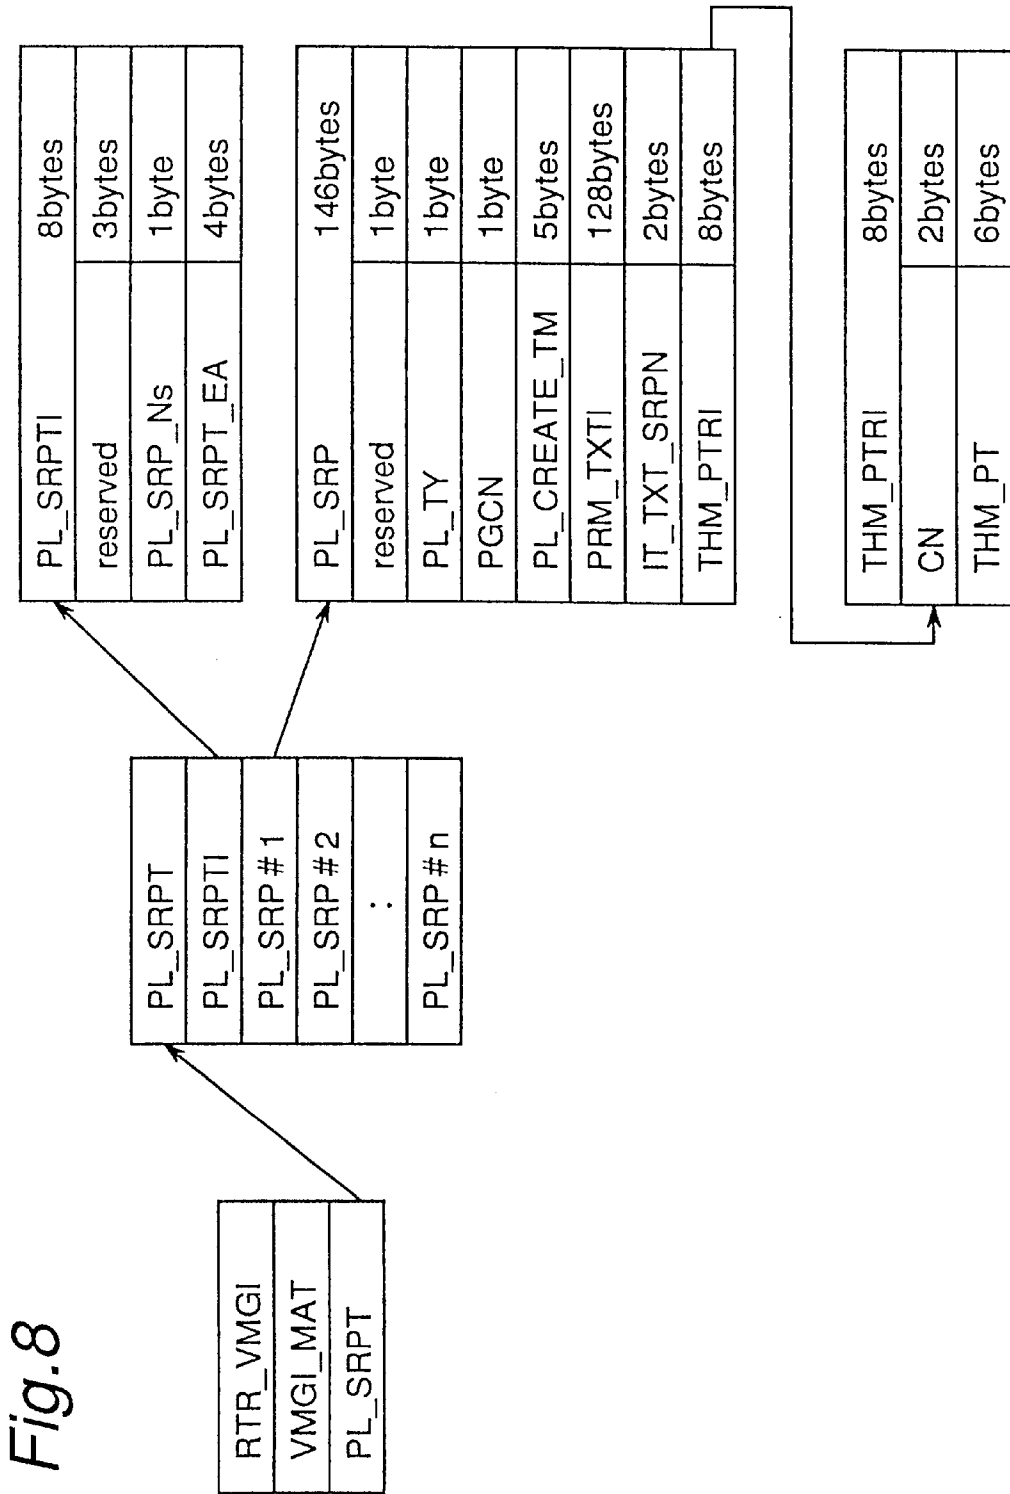 Fig.8
RTR_VMGI
VMGI_MAT
PL_SRPT
PL_SRPT
PL_SRPTI
PL_SRP#1
PL_SRP#2
:
PL_SRP#n
PL_SRPTI 8bytes
reserved 3bytes
PL_SRP_Ns 1byte
PL_SRPT_EA 4bytes
PL_SRP 146bytes
reserved 1byte
PL_TY 1byte
PGCN 1byte
PL_CREATE_TM 5bytes
PRM_TXTI 128bytes
IT_TXT_SRPN 2bytes
THM_PTRI 8bytes
THM_PTRI 8bytes
CN 2bytes
THM_PT 6bytes